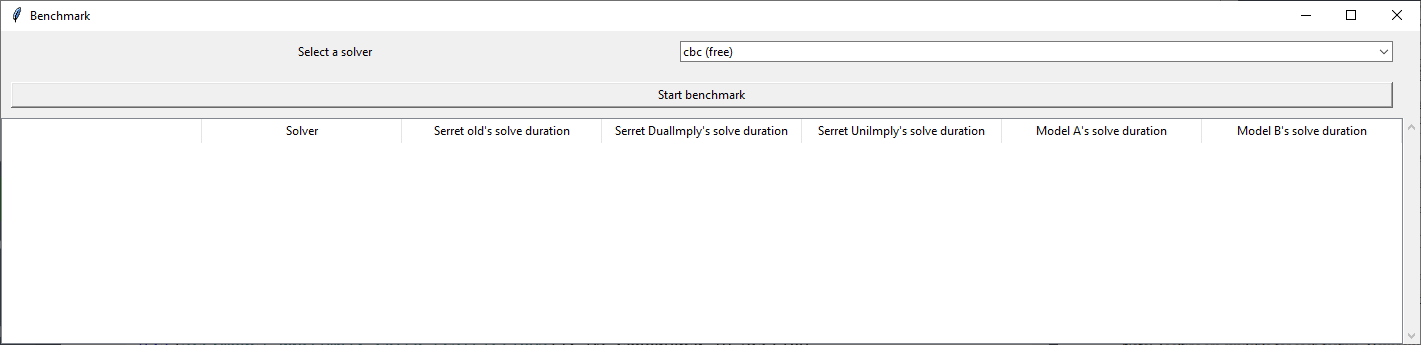 Benchmark
Select a solver
cbc (free)
Start benchmark
Solver Serret old's solve duration Serret DualImply's solve duration Serret UniImply's solve duration Model A's solve duration Model B's solve duration